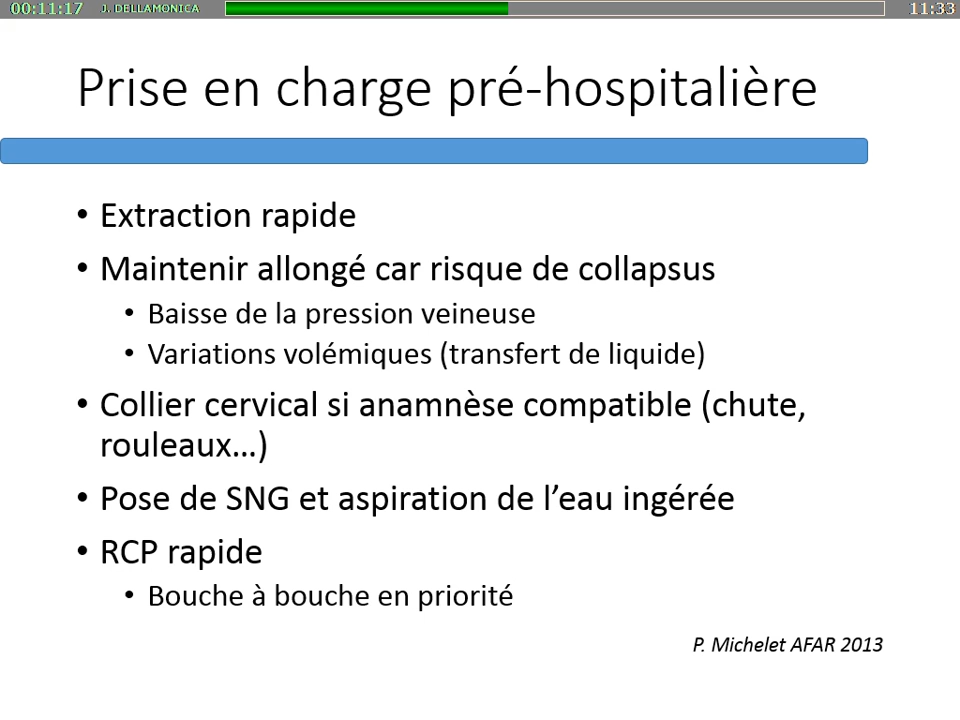 00:11:17 J. DELLAMONICA 11:33
Prise en charge pré-hospitalière
• Extraction rapide
• Maintenir allongé car risque de collapsus
• Baisse de la pression veineuse
• Variations volémiques (transfert de liquide)
• Collier cervical si anamnèse compatible (chute,
rouleaux…)
• Pose de SNG et aspiration de l’eau ingérée
• RCP rapide
• Bouche à bouche en priorité
P. Michelet AFAR 2013